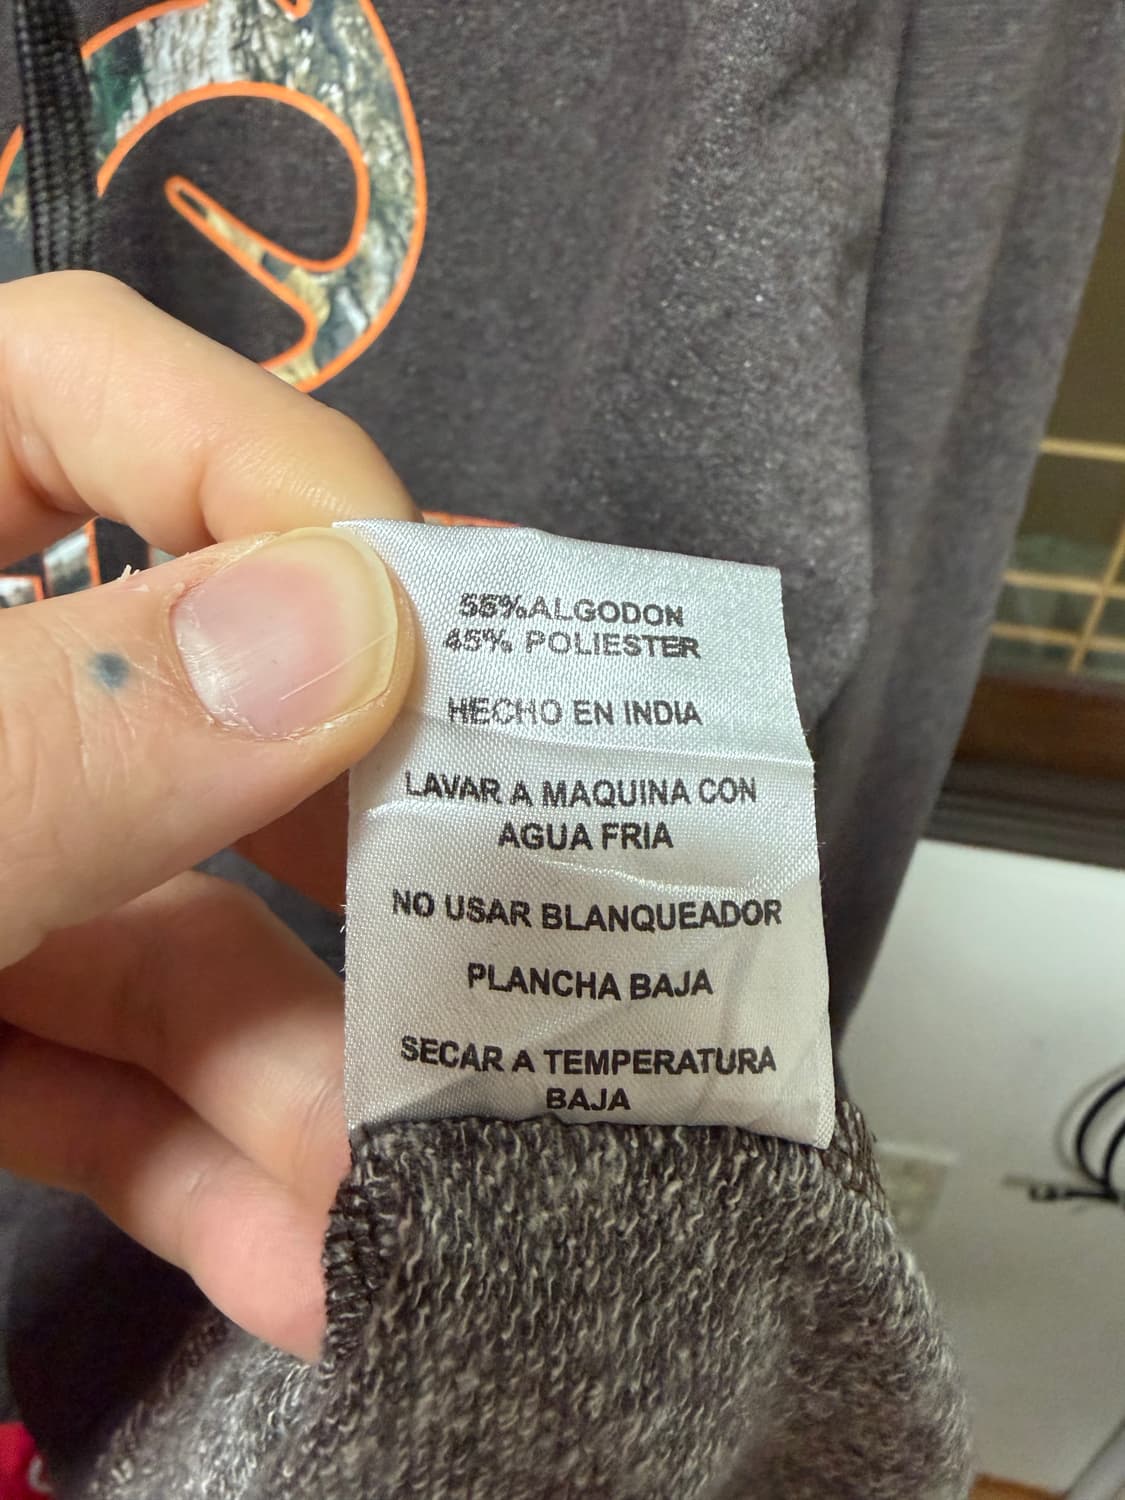 55%ALGODON
45% POLIESTER
HECHO EN INDIA
LAVAR A MAQUINA CON
AGUA FRIA
NO USAR BLANQUEADOR
PLANCHA BAJA
SECAR A TEMPERATURA
BAJA